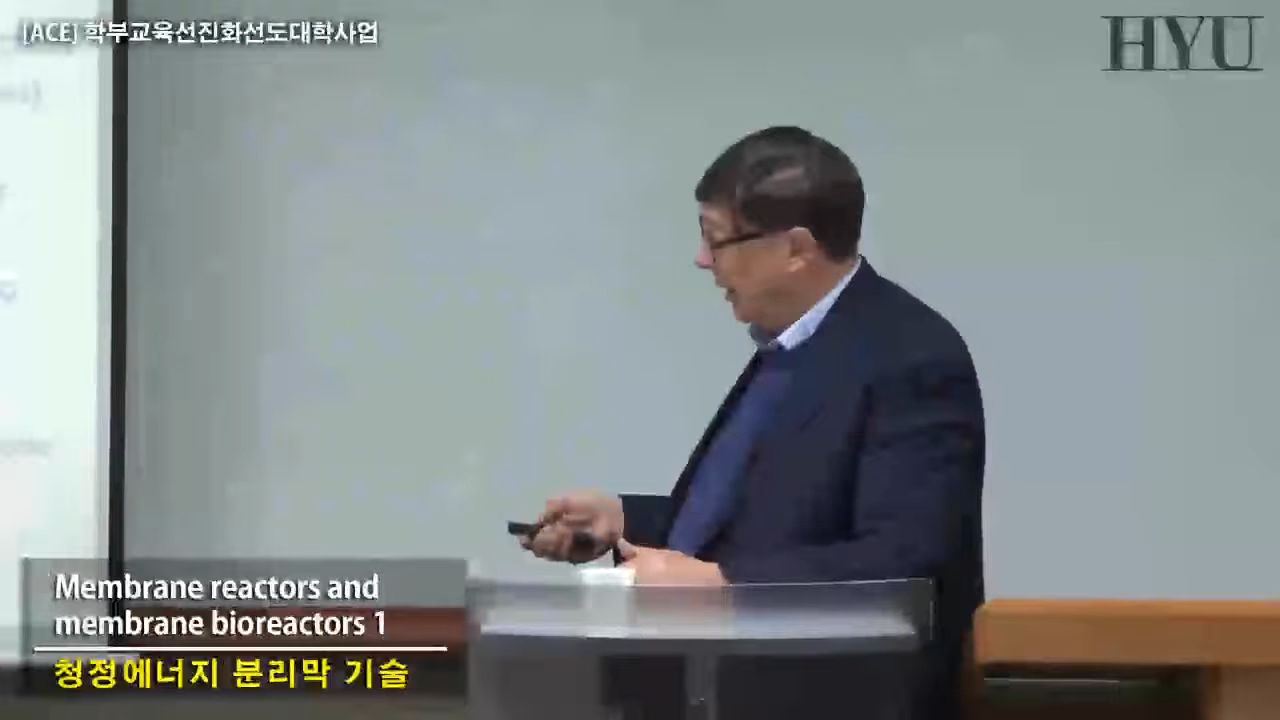 [ACE] 학부교육선진화선도대학사업
HYU
Membrane reactors and
membrane bioreactors 1
청정에너지 분리막 기술